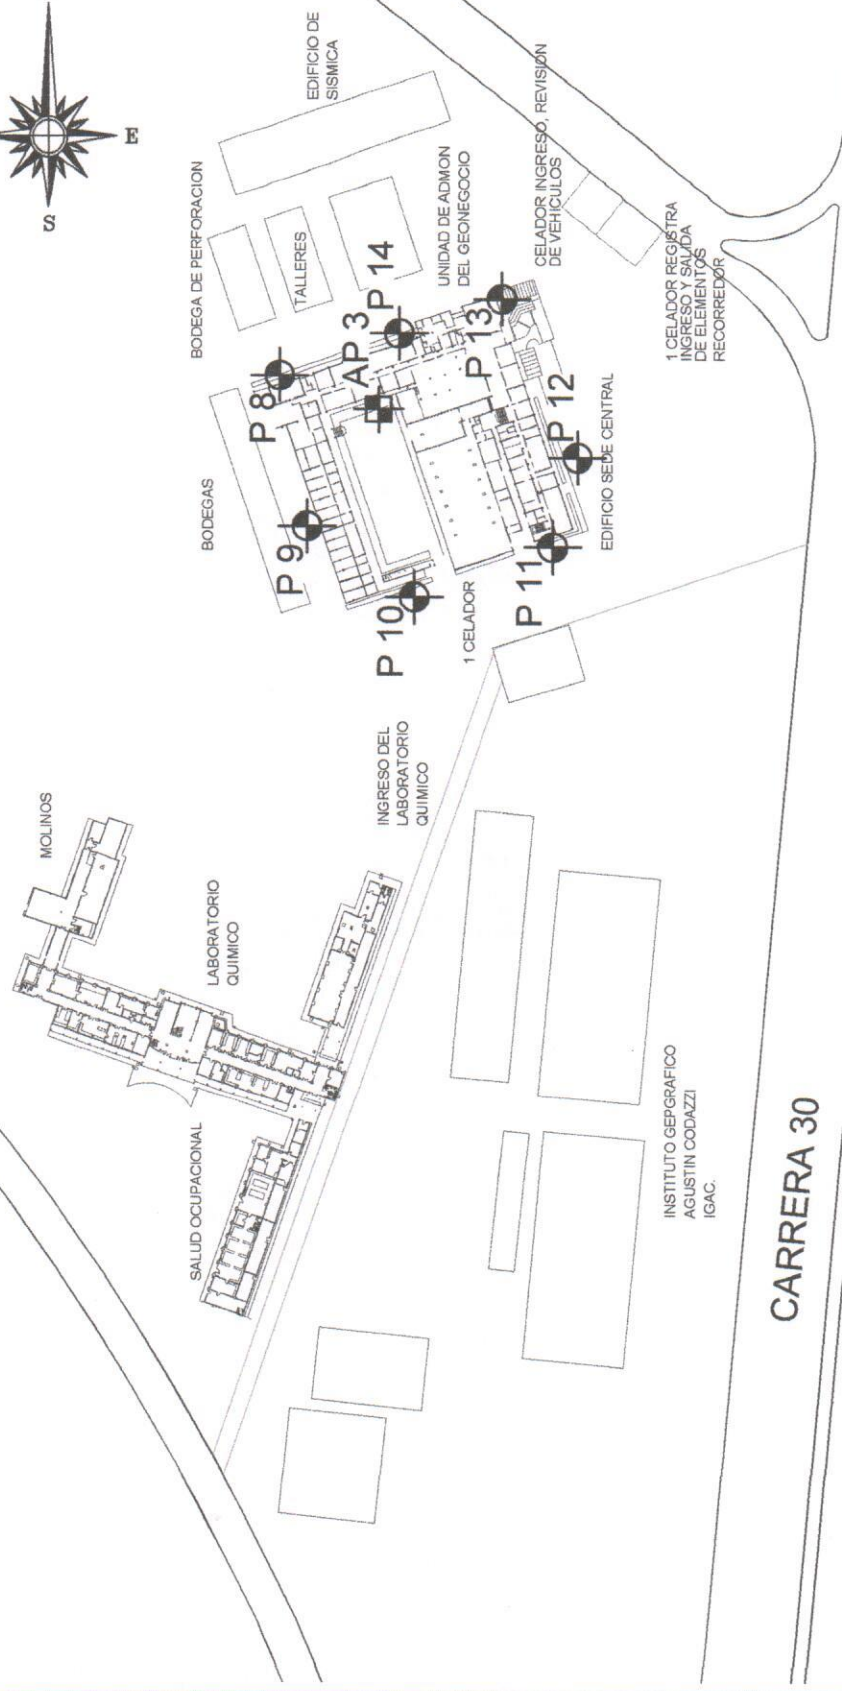 S
E
EDIFICIO DE
SISMICA
BODEGA DE PERFORACION
TALLERES
UNIDAD DE ADMON
DEL GEONEGOCIO
CELADOR INGRESO, REVISION
DE VEHICULOS
1 CELADOR REGISTRA
INGRESO Y SALIDA
DE ELEMENTOS
RECORREDOR
P 14
AP 3
P 8
P 13
P 12
P 9
P 10
P 11
BODEGAS
EDIFICIO SEDE CENTRAL
1 CELADOR
INGRESO DEL
LABORATORIO
QUIMICO
MOLINOS
LABORATORIO
QUIMICO
SALUD OCUPACIONAL
INSTITUTO GEPGRAFICO
AGUSTIN CODAZZI
IGAC.
CARRERA 30